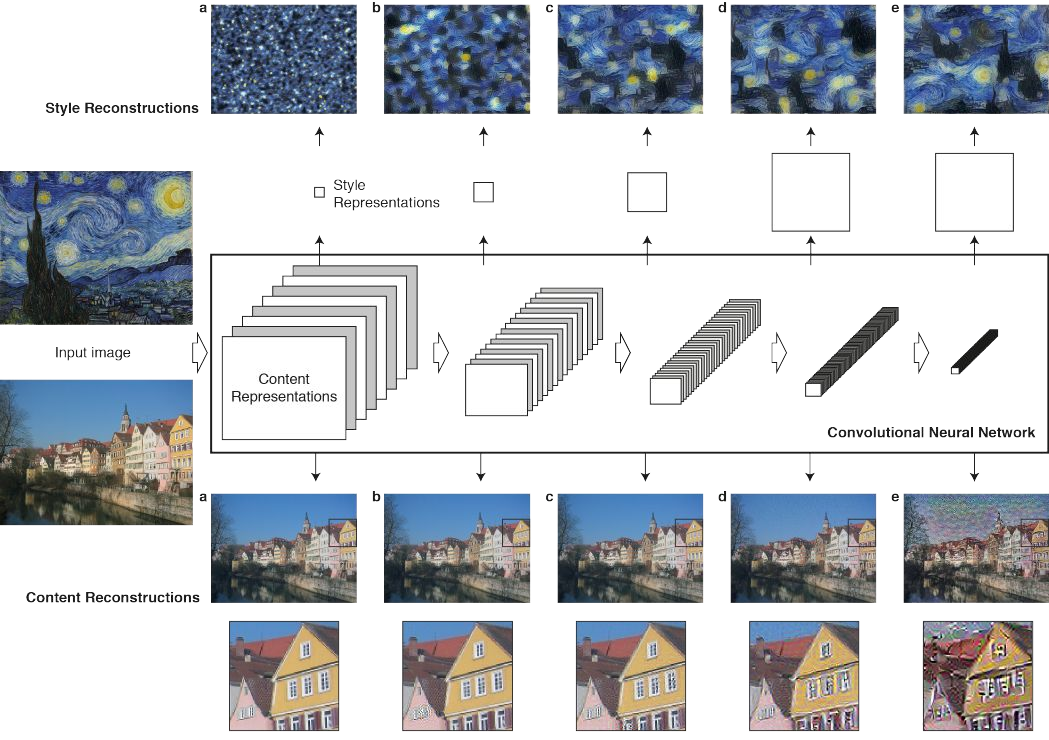 a b c d e
Style Reconstructions
Style
Representations
Input image
Content
Representations
Convolutional Neural Network
a b c d e
Content Reconstructions